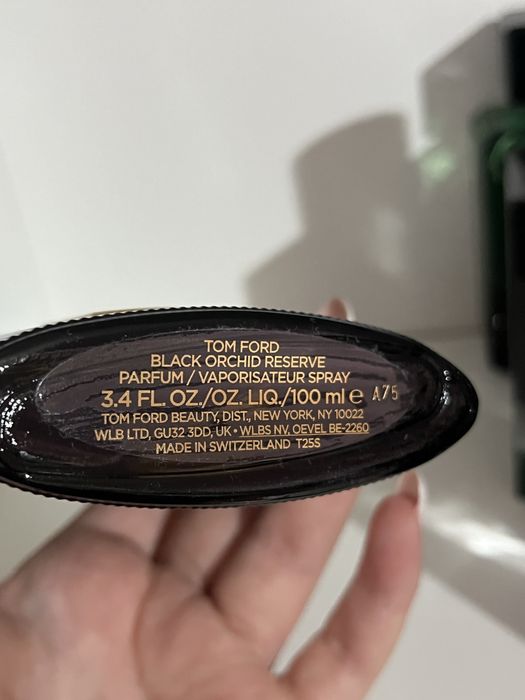 TOM FORD
BLACK ORCHID RESERVE
PARFUM / VAPORISATEUR SPRAY
3.4 FL. OZ./OZ. LIQ./100 ml ℮ A75
TOM FORD BEAUTY, DIST., NEW YORK, NY 10022
WLB LTD, GU32 3DD, UK • WLBS NV, OEVEL BE-2260
MADE IN SWITZERLAND T25S